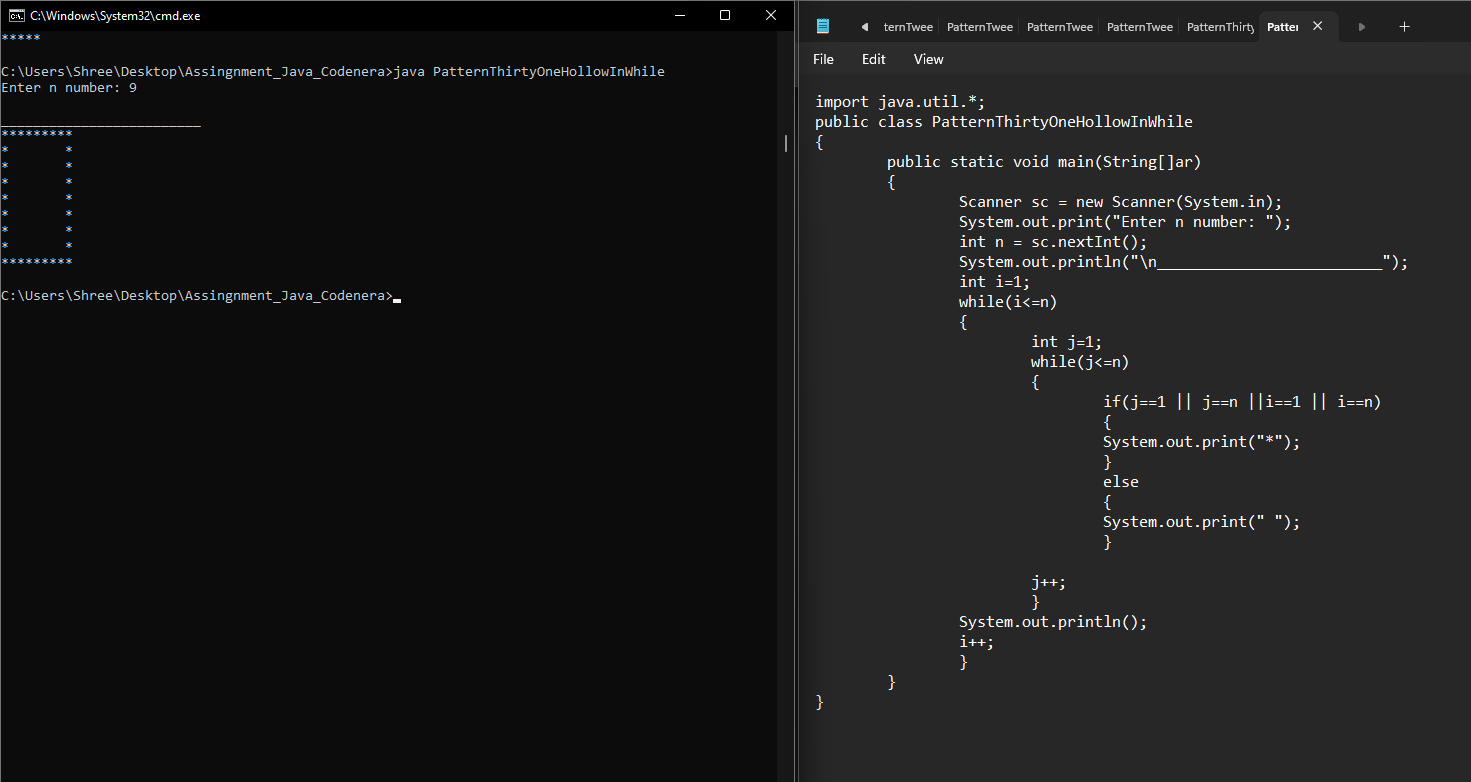 C:\Windows\System32\cmd.exe
*****
C:\Users\Shree\Desktop\Assingnment_Java_Codenera>java PatternThirtyOneHollowInWhile
Enter n number: 9
_________________________
*********
*       *
*       *
*       *
*       *
*       *
*       *
*       *
*********
C:\Users\Shree\Desktop\Assingnment_Java_Codenera>
ternTwee PatternTwee PatternTwee PatternTwee PatternThirty Patter
File Edit View
import java.util.*;
public class PatternThirtyOneHollowInWhile
{
        public static void main(String[]ar)
        {
                Scanner sc = new Scanner(System.in);
                System.out.print("Enter n number: ");
                int n = sc.nextInt();
                System.out.println("\n_________________________");
                int i=1;
                while(i<=n)
                {
                        int j=1;
                        while(j<=n)
                        {
                                if(j==1 || j==n ||i==1 || i==n)
                                {
                                System.out.print("*");
                                }
                                else
                                {
                                System.out.print(" ");
                                }
                        j++;
                        }
                System.out.println();
                i++;
                }
        }
}